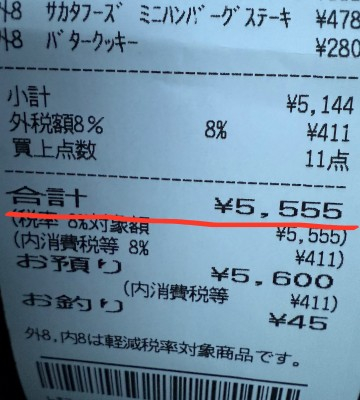 外8 サカタフーズ ミニハンバーグステーキ ¥478
外8 バタークッキー ¥280
小計 ¥5,144
外税額8% 8% ¥411
買上点数 11点
合計 ¥5,555
(税率 8%対象額 ¥5,555)
(内消費税等 8% ¥411)
お預り ¥5,600
(内消費税等 ¥411)
お釣り ¥45
外8,内8は軽減税率対象商品です。